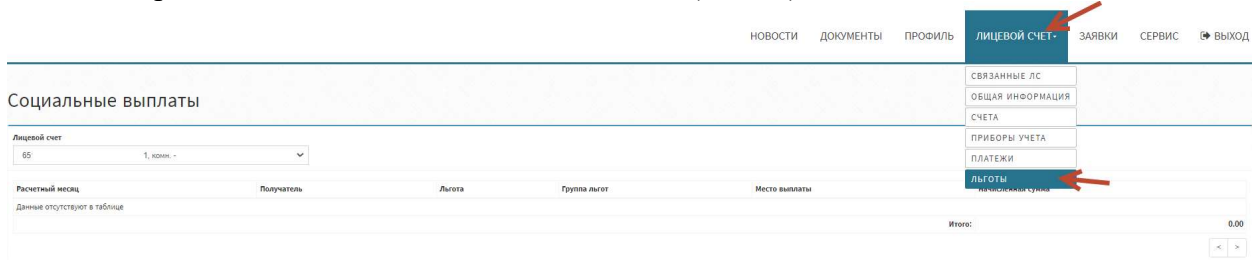 НОВОСТИ ДОКУМЕНТЫ ПРОФИЛЬ ЛИЦЕВОЙ СЧЕТ ЗАЯВКИ СЕРВИС ВЫХОД
СВЯЗАННЫЕ ЛС
ОБЩАЯ ИНФОРМАЦИЯ
СЧЕТА
ПРИБОРЫ УЧЕТА
ПЛАТЕЖИ
ЛЬГОТЫ
Социальные выплаты
Лицевой счет
65 1, комн. -
Расчетный месяц Получатель Льгота Группа льгот Место выплаты Начисленная сумма
Данные отсутствуют в таблице
Итого: 0.00
< >